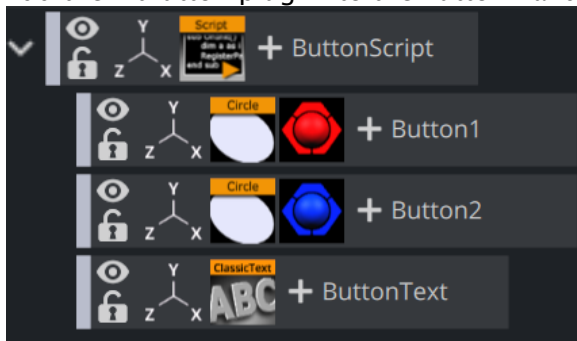 Script
ButtonScript
Y
Z X
Circle
Button1
Y
Z X
Circle
Button2
Y
Z X
ClassicText
ABC
ButtonText
Y
Z X